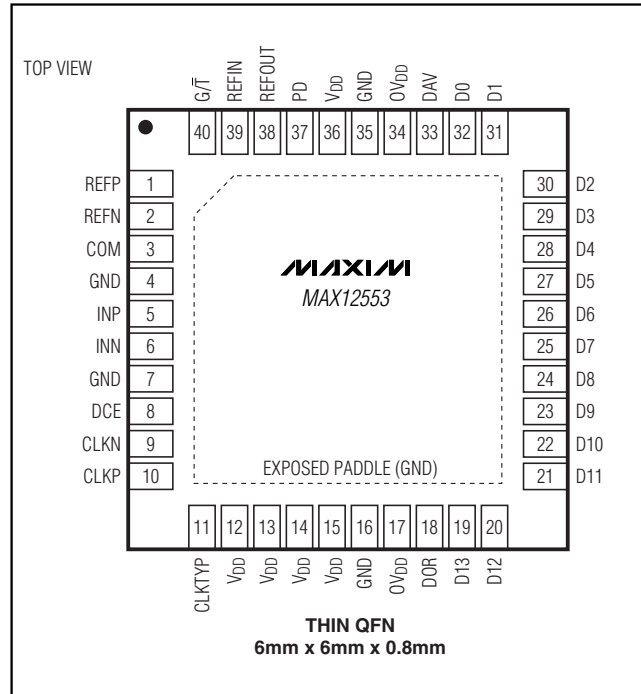 TOP VIEW
G/T̅
REFIN
REFOUT
PD
VDD
GND
OVDD
DAV
D0
D1
40 39 38 37 36 35 34 33 32 31
REFP 1
REFN 2
COM 3
GND 4
INP 5
INN 6
GND 7
DCE 8
CLKN 9
CLKP 10
MAXIM
MAX12553
EXPOSED PADDLE (GND)
30 D2
29 D3
28 D4
27 D5
26 D6
25 D7
24 D8
23 D9
22 D10
21 D11
11 12 13 14 15 16 17 18 19 20
CLKTYP
VDD
VDD
VDD
VDD
GND
OVDD
DOR
D13
D12
THIN QFN
6mm x 6mm x 0.8mm